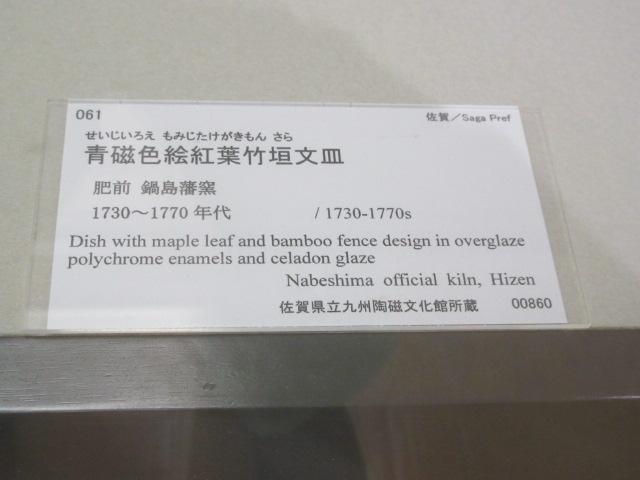 061
佐賀／Saga Pref
せいじいろえ もみじたけがきもん さら
青磁色絵紅葉竹垣文皿
肥前 鍋島藩窯
1730～1770 年代 / 1730-1770s
Dish with maple leaf and bamboo fence design in overglaze
polychrome enamels and celadon glaze
Nabeshima official kiln, Hizen
佐賀県立九州陶磁文化館所蔵 00860